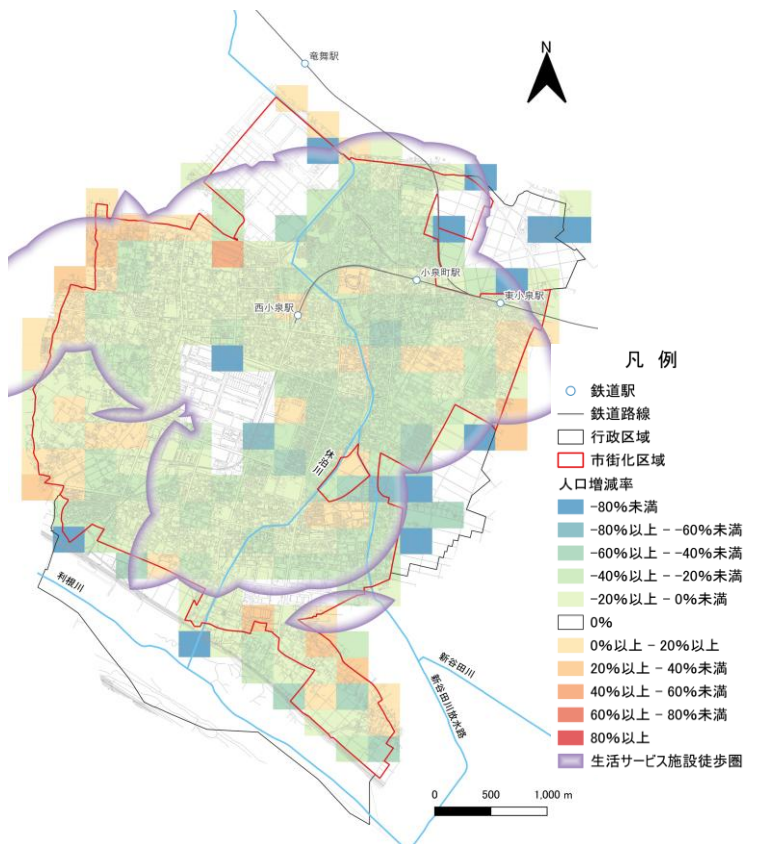 N
竜舞駅
小泉町駅
東小泉駅
西小泉駅
休泊川
利根川
新谷田川
新谷田川放水路
凡 例
鉄道駅
鉄道路線
行政区域
市街化区域
人口増減率
-80%未満
-80%以上 - -60%未満
-60%以上 - -40%未満
-40%以上 - -20%未満
-20%以上 - 0%未満
0%
0%以上 - 20%以上
20%以上 - 40%未満
40%以上 - 60%未満
60%以上 - 80%未満
80%以上
生活サービス施設徒歩圏
0 500 1,000 m